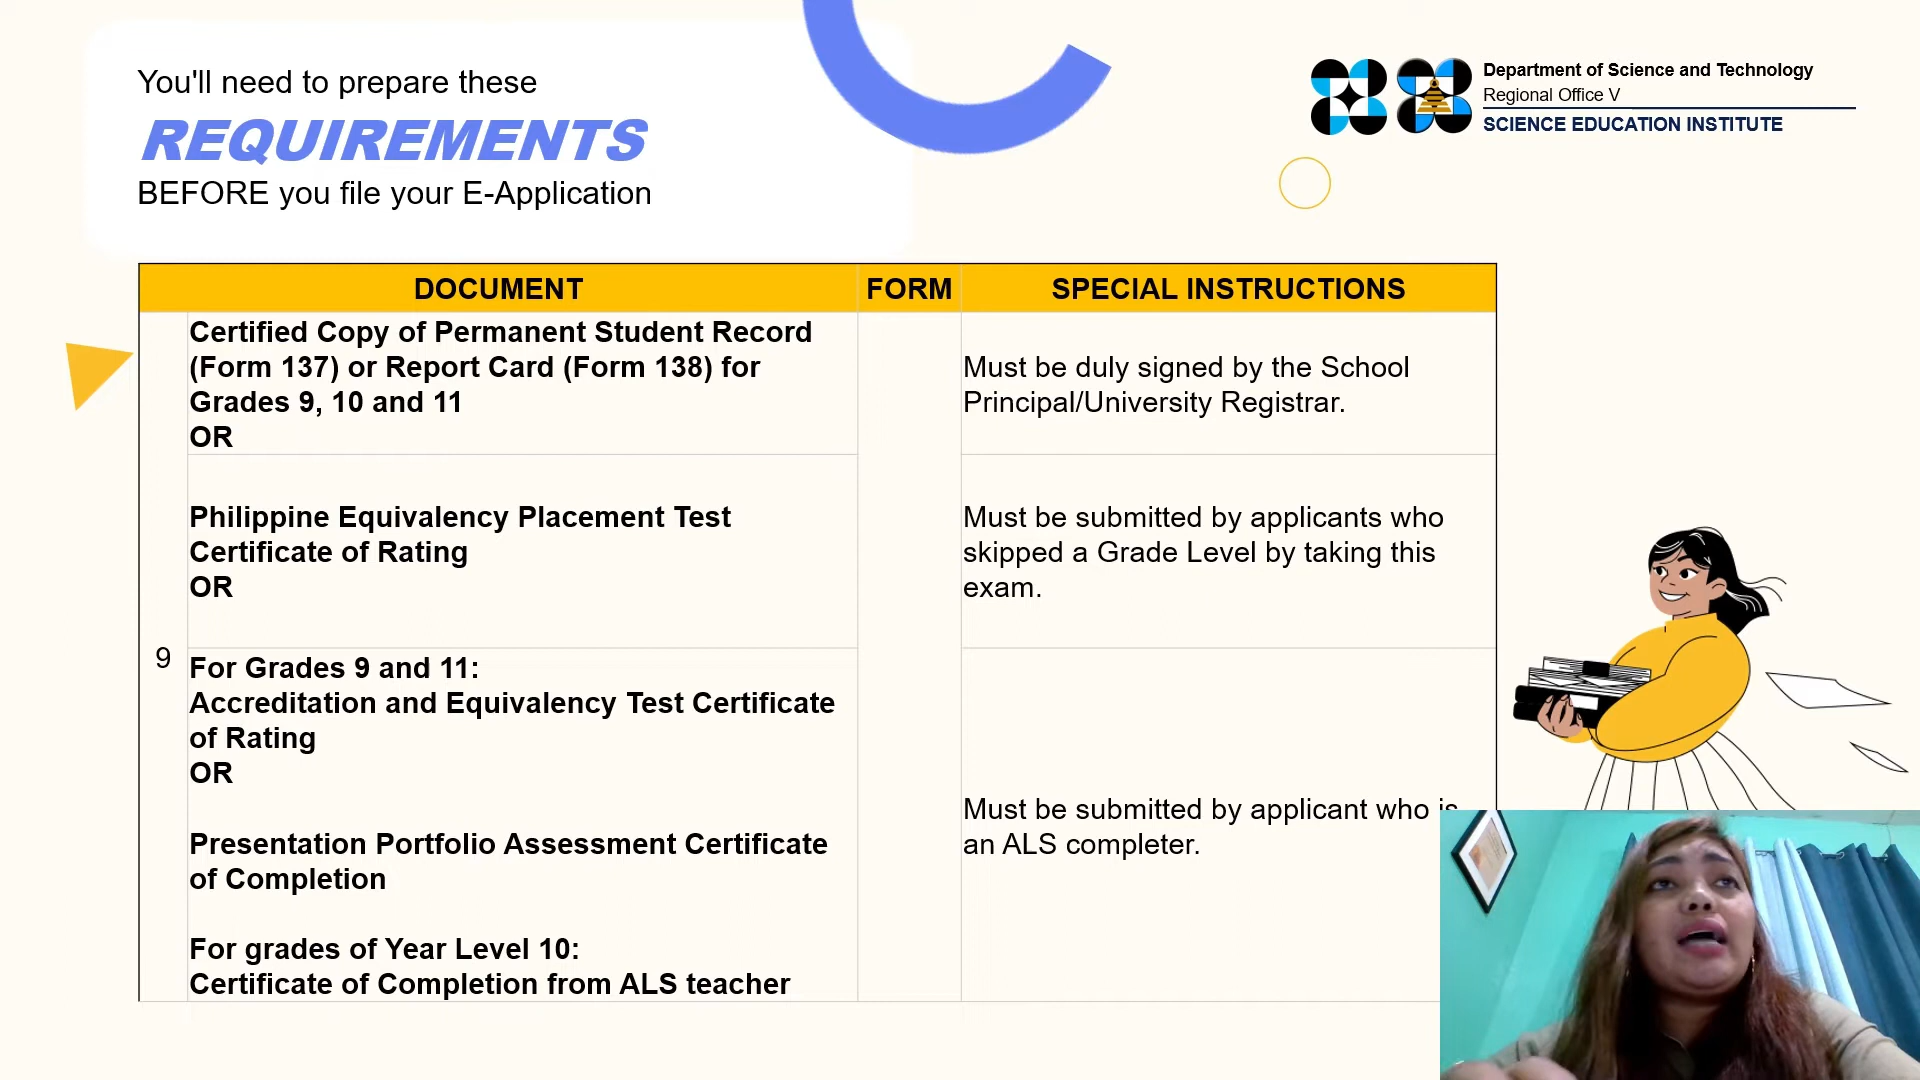 You'll need to prepare these
REQUIREMENTS
BEFORE you file your E-Application
Department of Science and Technology
Regional Office V
SCIENCE EDUCATION INSTITUTE
DOCUMENT
FORM
SPECIAL INSTRUCTIONS
9
Certified Copy of Permanent Student Record
(Form 137) or Report Card (Form 138) for
Grades 9, 10 and 11
OR
Must be duly signed by the School
Principal/University Registrar.
Philippine Equivalency Placement Test
Certificate of Rating
OR
Must be submitted by applicants who
skipped a Grade Level by taking this
exam.
For Grades 9 and 11:
Accreditation and Equivalency Test Certificate
of Rating
OR
Presentation Portfolio Assessment Certificate
of Completion
For grades of Year Level 10:
Certificate of Completion from ALS teacher
Must be submitted by applicant who is
an ALS completer.